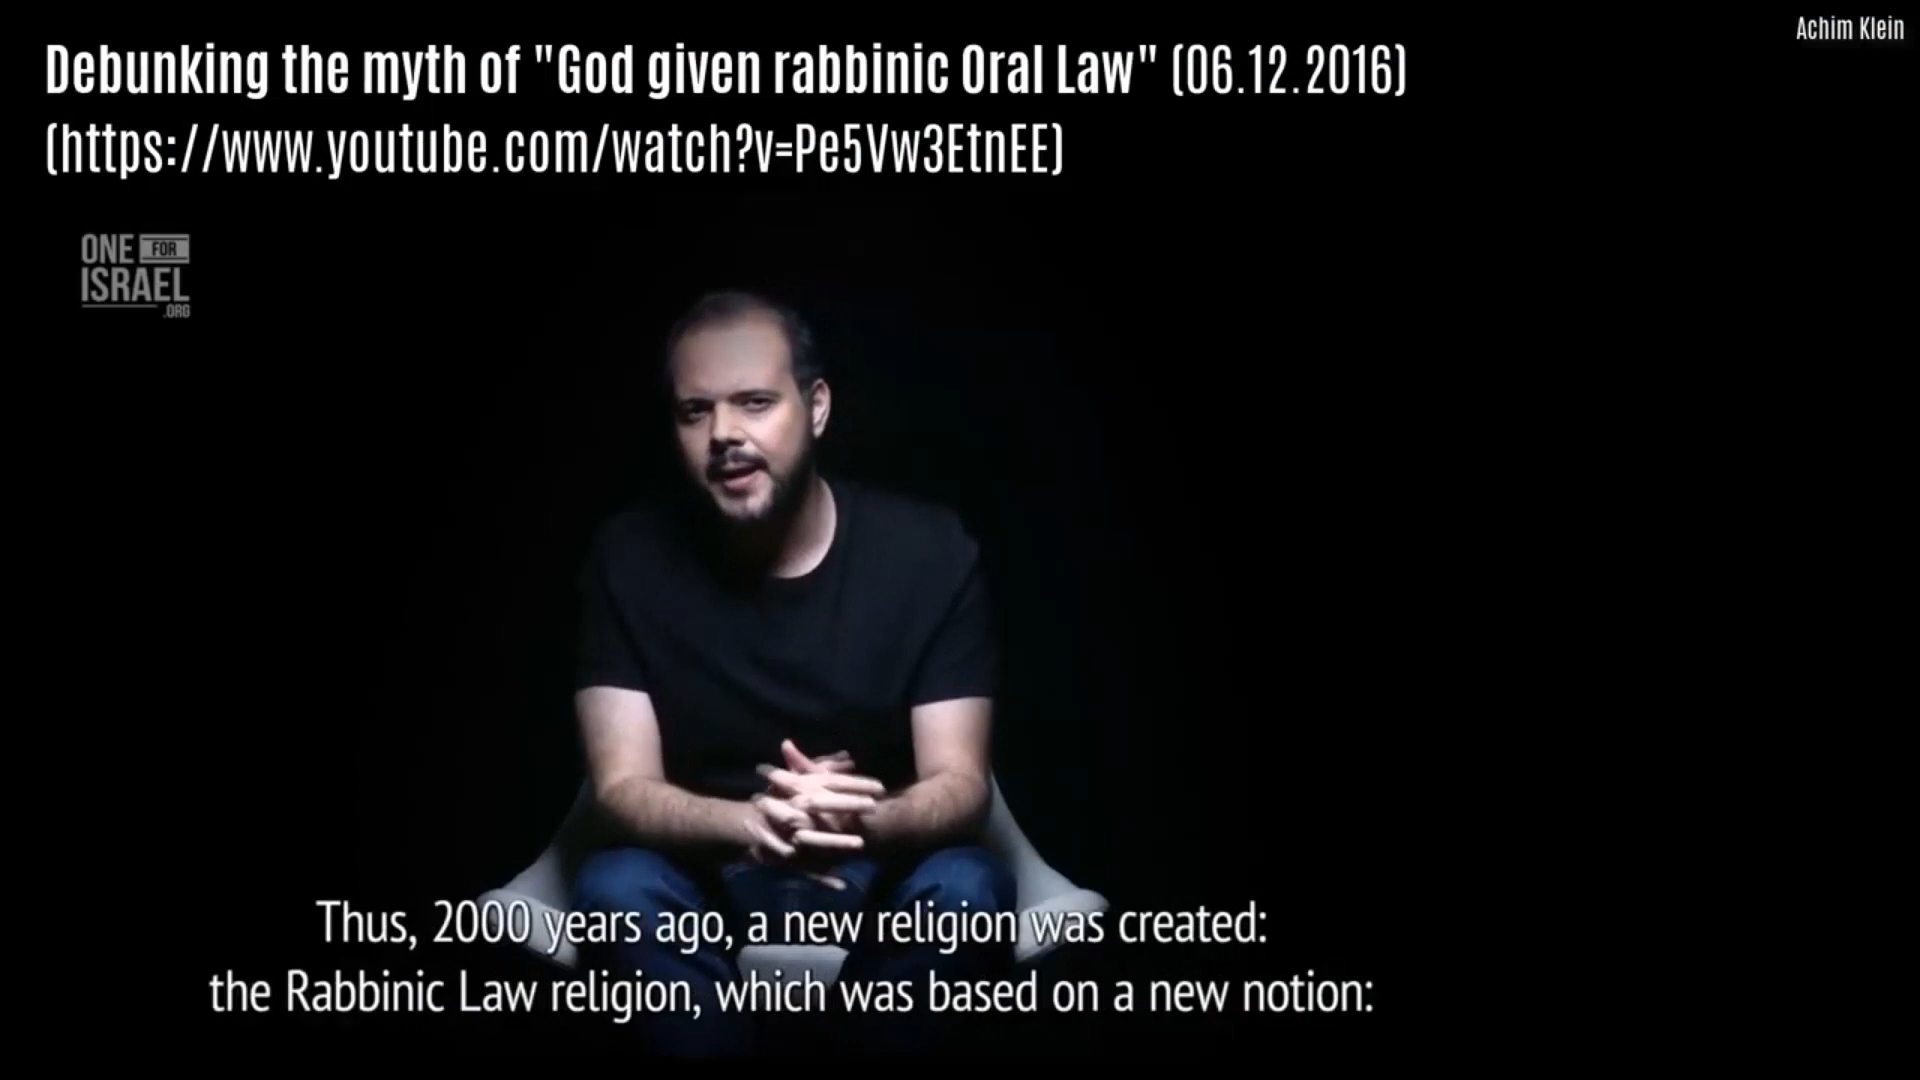 Achim Klein
Debunking the myth of "God given rabbinic Oral Law" (06.12.2016)
(https://www.youtube.com/watch?v=Pe5Vw3EtnEE)
ONE FOR
ISRAEL
.ORG
Thus, 2000 years ago, a new religion was created:
the Rabbinic Law religion, which was based on a new notion: